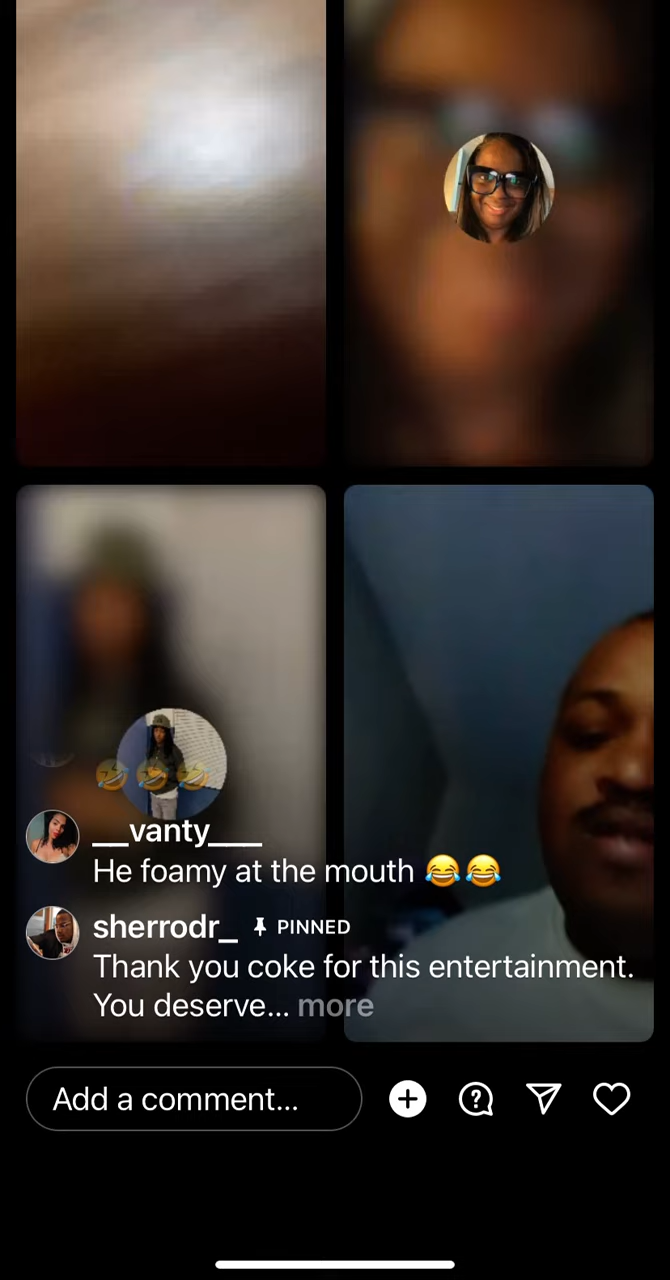 🤣🤣🤣
__vanty___
He foamy at the mouth 😂😂
sherrodr_ PINNED
Thank you coke for this entertainment.
You deserve... more
Add a comment...